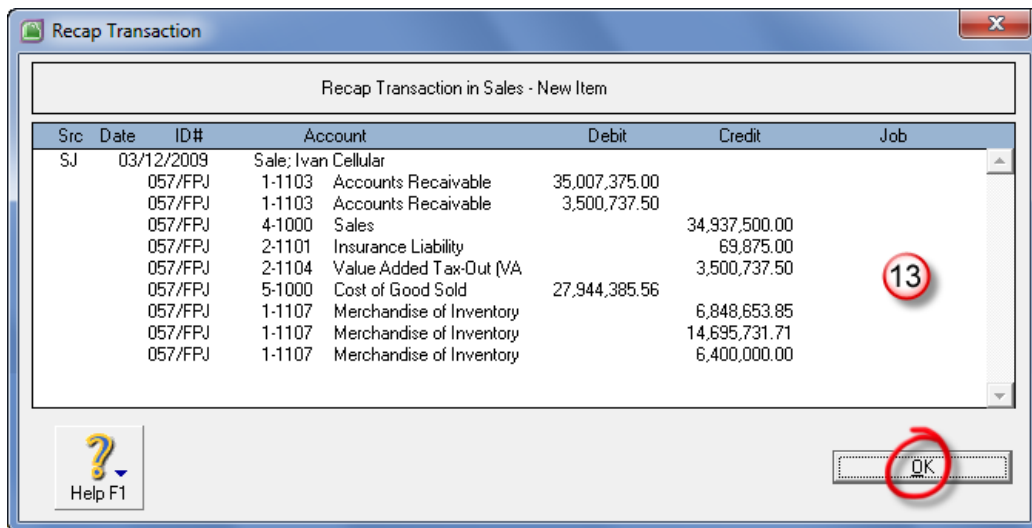 Recap Transaction
X
Recap Transaction in Sales - New Item
Src Date ID# Account Debit Credit Job
SJ 03/12/2009 Sale; Ivan Cellular
057/FPJ 1-1103 Accounts Recaivable 35,007,375.00
057/FPJ 1-1103 Accounts Recaivable 3,500,737.50
057/FPJ 4-1000 Sales 34,937,500.00
057/FPJ 2-1101 Insurance Liability 69,875.00
057/FPJ 2-1104 Value Added Tax-Out (VA 3,500,737.50
057/FPJ 5-1000 Cost of Good Sold 27,944,385.56
057/FPJ 1-1107 Merchandise of Inventory 6,848,653.85
057/FPJ 1-1107 Merchandise of Inventory 14,695,731.71
057/FPJ 1-1107 Merchandise of Inventory 6,400,000.00
13
Help F1
OK